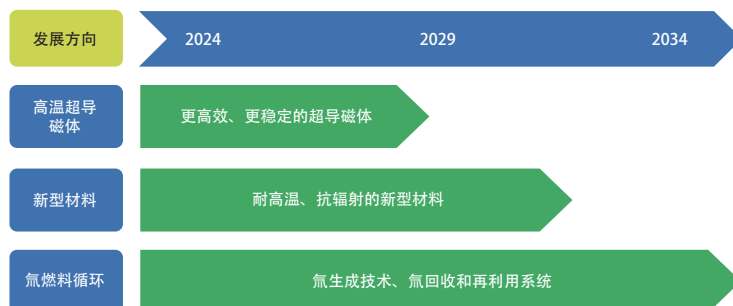 发展方向
2024
2029
2034
高温超导
磁体
更高效、更稳定的超导磁体
新型材料
耐高温、抗辐射的新型材料
氚燃料循环
氚生成技术、氚回收和再利用系统